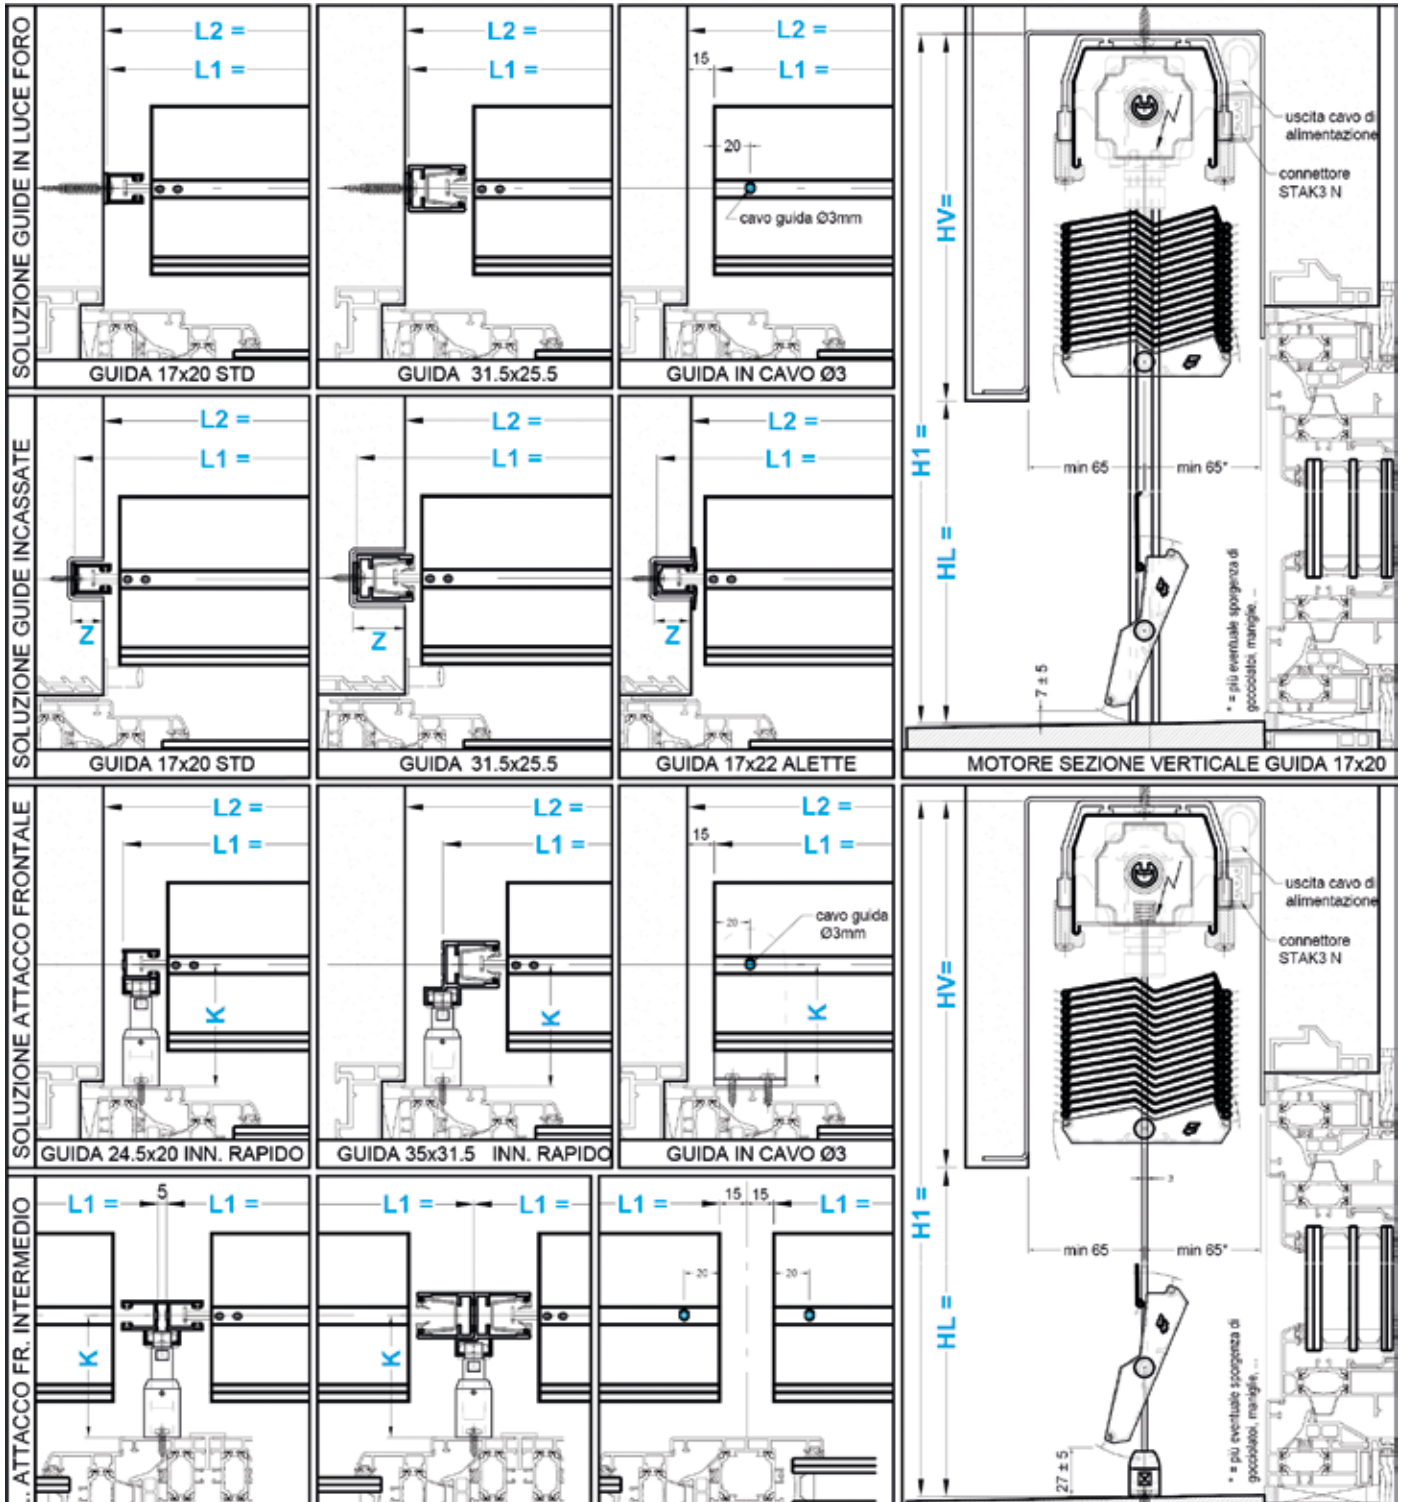 SOLUZIONE GUIDE IN LUCE FORO
L2 =
L1 =
GUIDA 17x20 STD
L2 =
L1 =
GUIDA 31.5x25.5
L2 =
15
L1 =
20
cavo guida Ø3mm
GUIDA IN CAVO Ø3
SOLUZIONE GUIDE INCASSATE
L2 =
L1 =
Z
GUIDA 17x20 STD
L2 =
L1 =
Z
GUIDA 31.5x25.5
L2 =
L1 =
Z
GUIDA 17x22 ALETTE
uscita cavo di
alimentazione
connettore
STAK3 N
HV=
H1 =
HL =
min 65
min 65*
7 ± 5
* = più eventuale sporgenza di
gocciolatoi, maniglie, ...
MOTORE SEZIONE VERTICALE GUIDA 17x20
SOLUZIONE ATTACCO FRONTALE
L2 =
L1 =
K
GUIDA 24.5x20 INN. RAPIDO
L2 =
L1 =
K
GUIDA 35x31.5 INN. RAPIDO
L2 =
15
L1 =
20
cavo guida
Ø3mm
K
GUIDA IN CAVO Ø3
. ATTACCO FR. INTERMEDIO
L1 =
5
L1 =
K
L1 =
L1 =
K
L1 =
15
15
L1 =
20
20
uscita cavo di
alimentazione
connettore
STAK3 N
HV=
H1 =
HL =
3
min 65
min 65*
27 ± 5
* = più eventuale sporgenza di
gocciolatoi, maniglie, ...